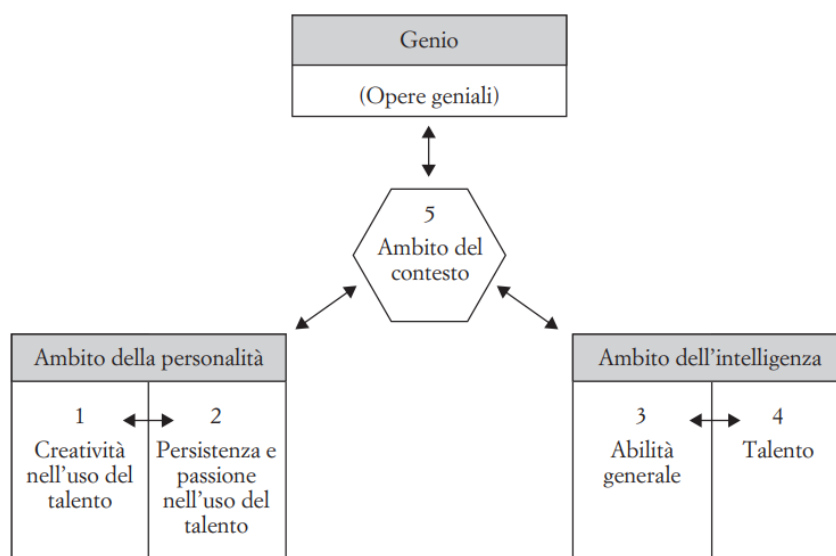 Genio
(Opere geniali)
5
Ambito del
contesto
Ambito della personalità
1
Creatività
nell’uso del
talento
2
Persistenza e
passione
nell’uso del
talento
Ambito dell’intelligenza
3
Abilità
generale
4
Talento